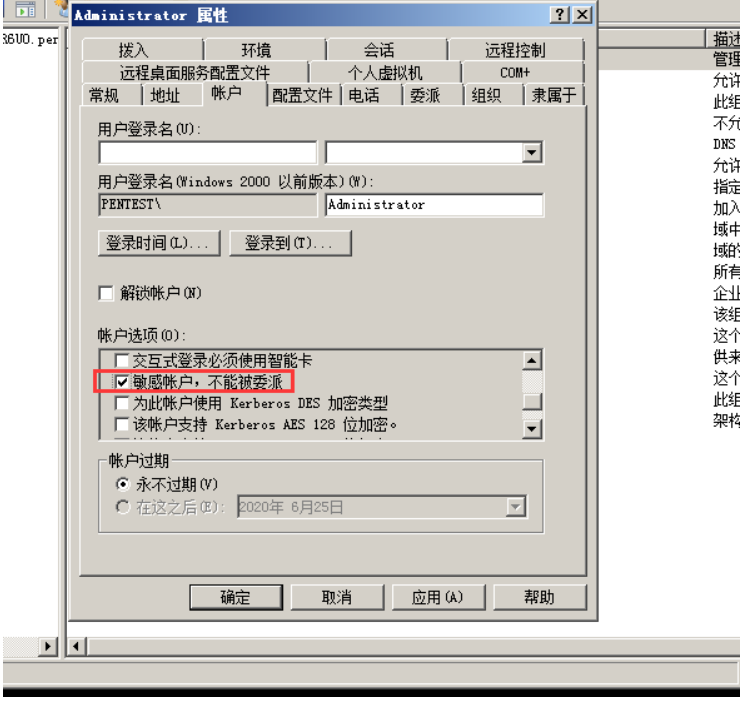 Administrator 属性
R6U0.per
拨入 环境 会话 远程控制
远程桌面服务配置文件 个人虚拟机 COM+
常规 地址 帐户 配置文件 电话 委派 组织 隶属于
用户登录名(U):
用户登录名(Windows 2000 以前版本)(W):
PENTEST\ Administrator
登录时间(L)... 登录到(T)...
解锁帐户(N)
帐户选项(O):
交互式登录必须使用智能卡
敏感帐户，不能被委派
为此帐户使用 Kerberos DES 加密类型
该帐户支持 Kerberos AES 128 位加密。
帐户过期
永不过期(V)
在这之后(E): 2020年 6月25日
确定 取消 应用(A) 帮助
描述
管理
允许
此组
不允
DNS
允许
指定
加入
域中
域的
所有
企业
该组
这个
供来
这个
此组
架构